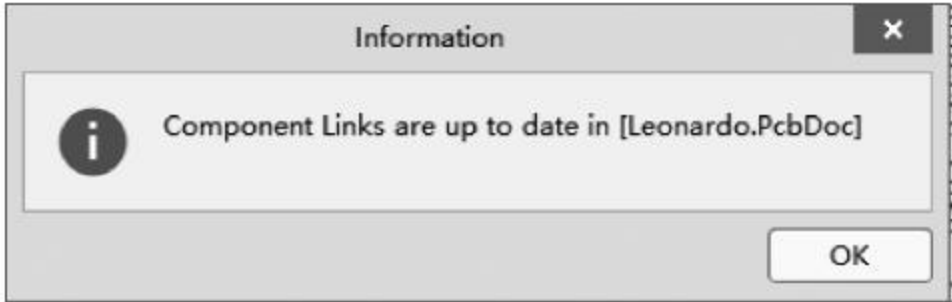 Information
Component Links are up to date in [Leonardo.PcbDoc]
OK